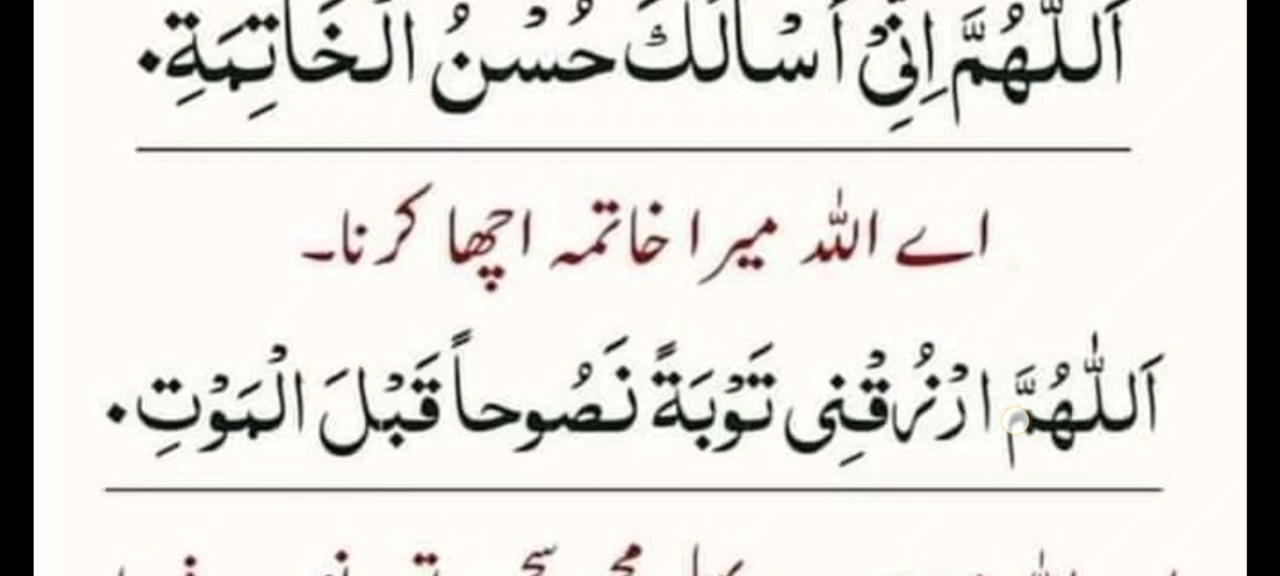 اَللّٰهُمَّ اِنِّيْ اَسْاَلُكَ حُسْنُ الْخَاتِمَةِ.
اے اللہ میرا خاتمہ اچھا کرنا۔
اَللّٰهُمَّ ارْزُقْنِی تَوْبَةً نَصُوحاً قَبْلَ الْمَوْتِ.